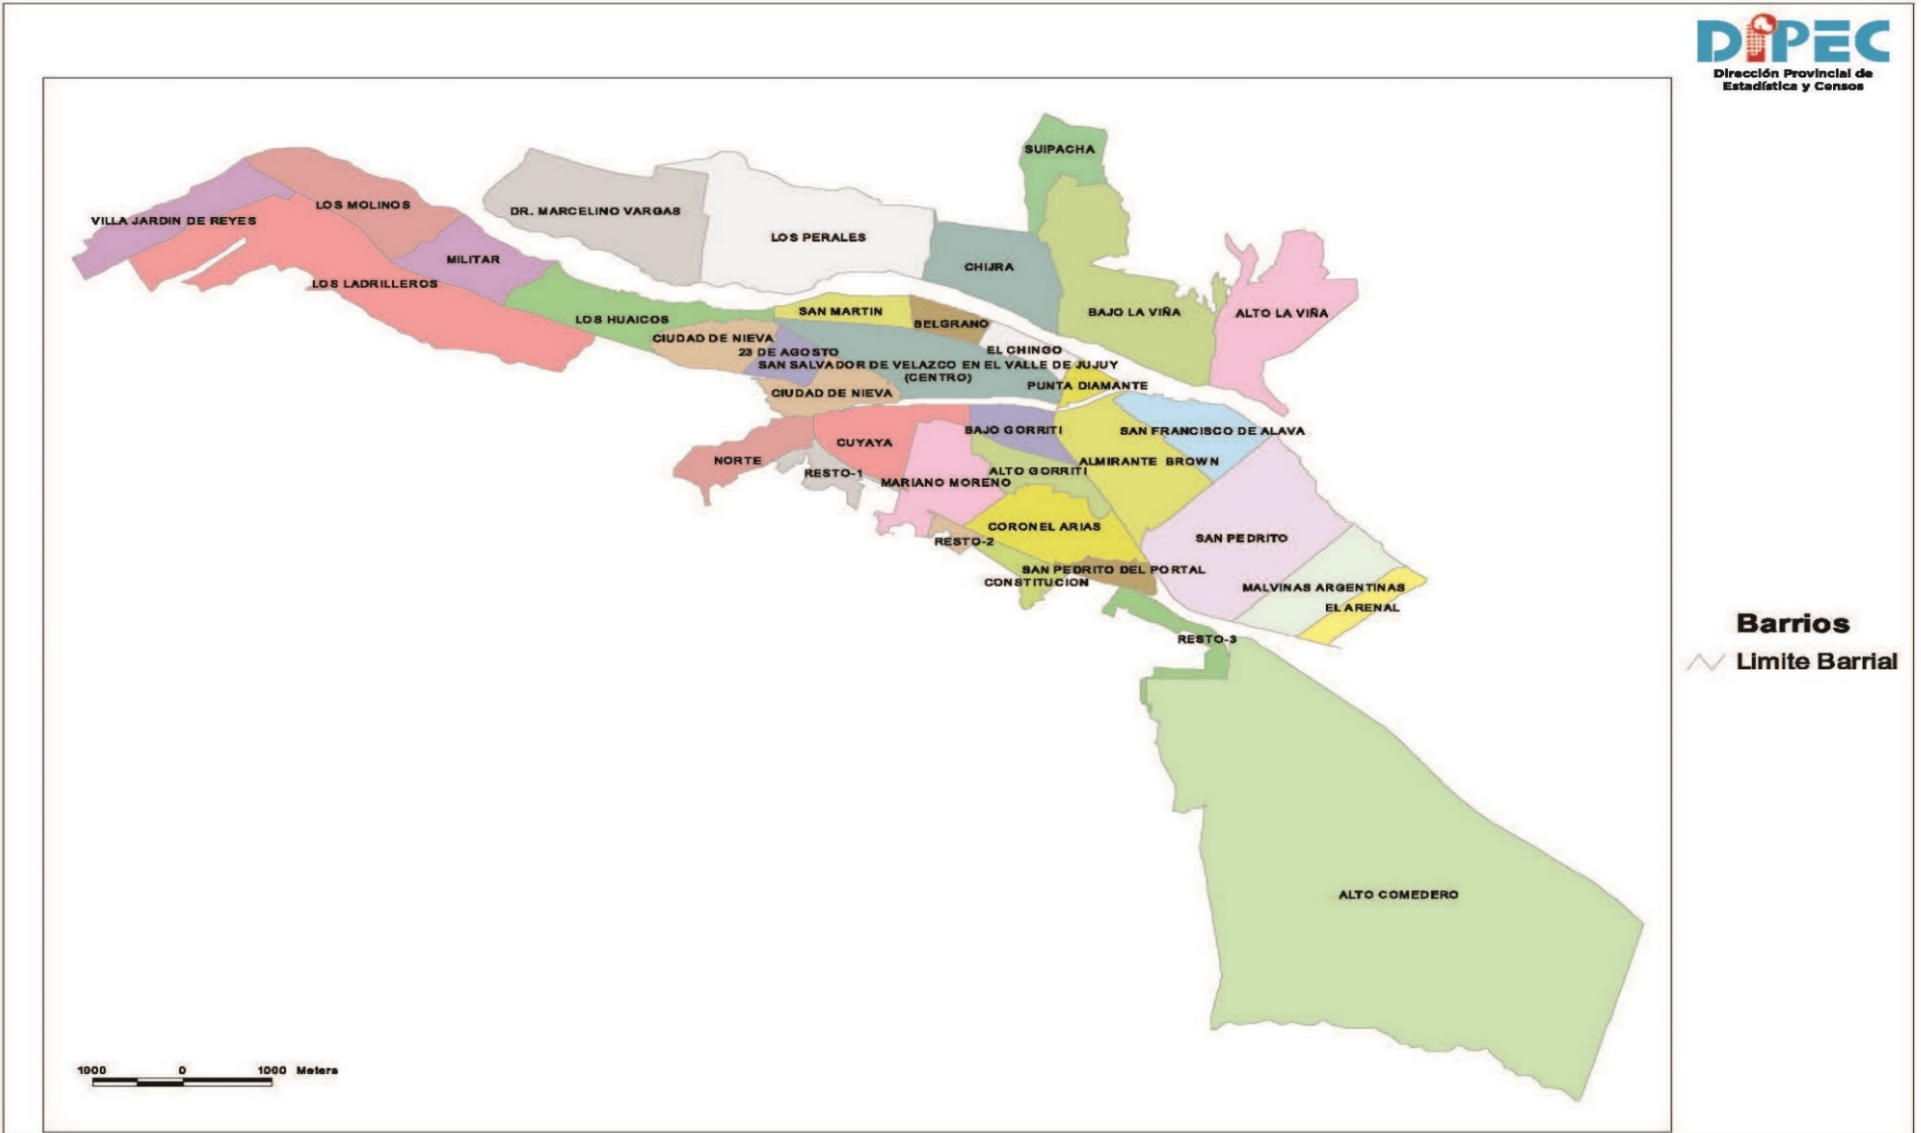 DIPEC
Dirección Provincial de
Estadística y Censos
SUIPACHA
VILLA JARDIN DE REYES
LOS MOLINOS
DR. MARCELINO VARGAS
LOS PERALES
MILITAR
CHIJRA
LOS LADRILLEROS
LOS HUAICOS
SAN MARTIN
BELGRANO
BAJO LA VIÑA
ALTO LA VIÑA
CIUDAD DE NIEVA
23 DE AGOSTO
EL CHINGO
SAN SALVADOR DE VELAZCO EN EL VALLE DE JUJUY
(CENTRO)
PUNTA DIAMANTE
CIUDAD DE NIEVA
BAJO GORRITI
SAN FRANCISCO DE ALAVA
CUYAYA
NORTE
RESTO-1
ALTO GORRITI
ALMIRANTE BROWN
MARIANO MORENO
CORONEL ARIAS
RESTO-2
SAN PEDRITO
SAN PEDRITO DEL PORTAL
CONSTITUCION
MALVINAS ARGENTINAS
EL ARENAL
RESTO-3
ALTO COMEDERO
Barrios
Limite Barrial
1000 0 1000 Meters